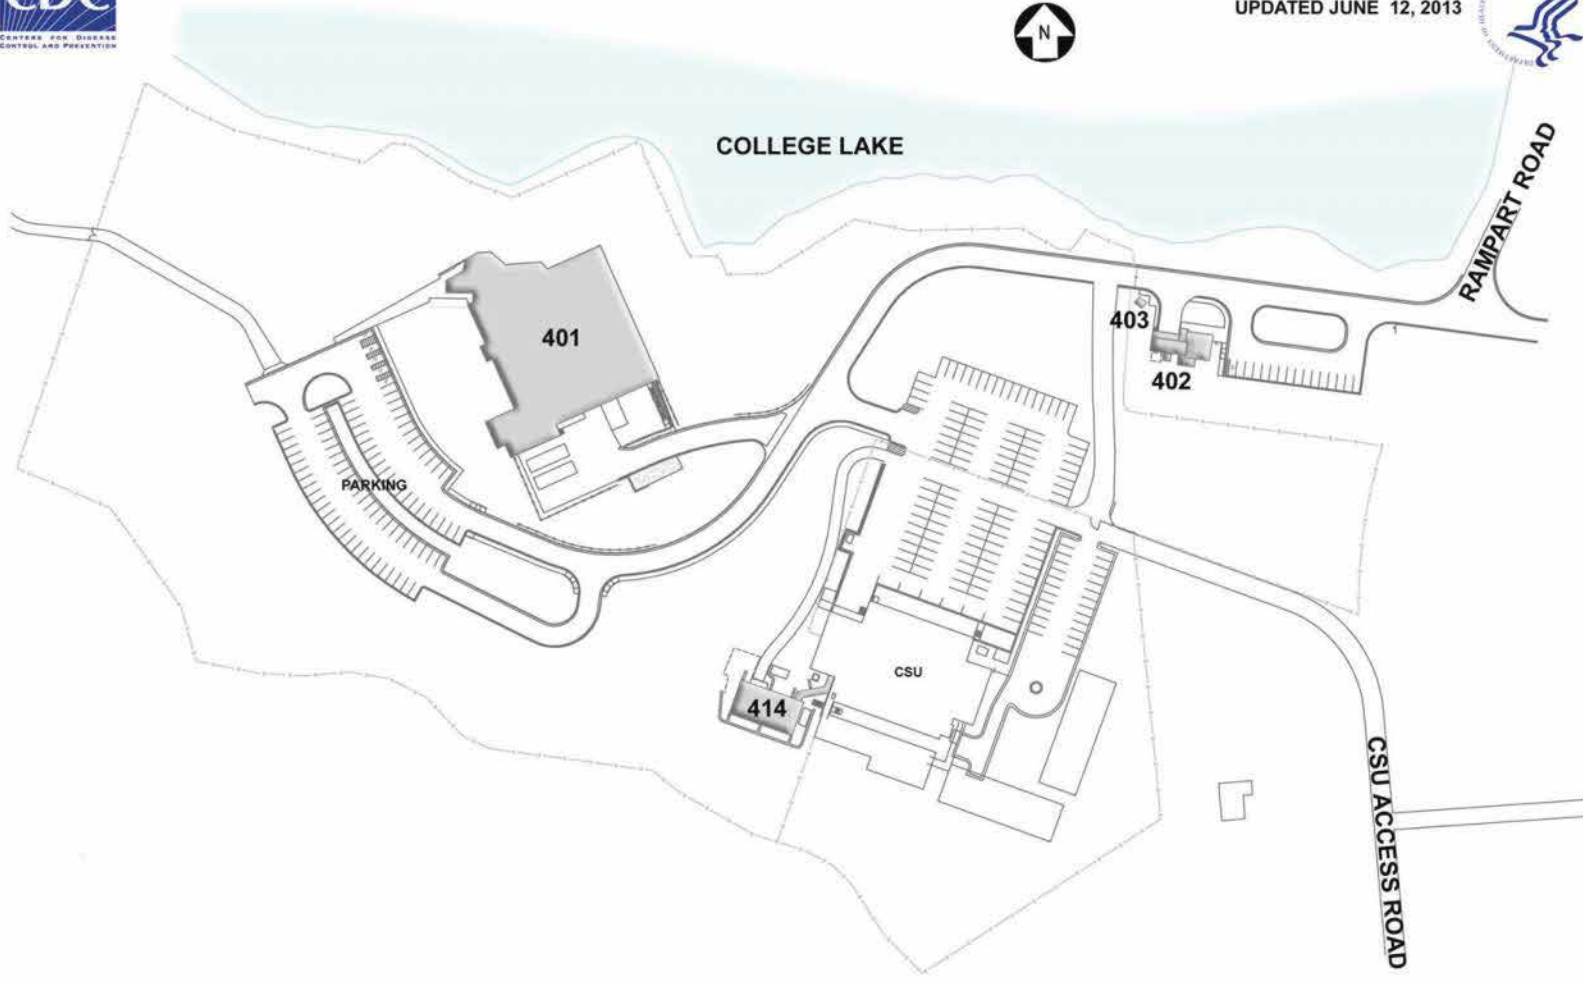 CDC
CENTERS FOR DISEASE
CONTROL AND PREVENTION
N
UPDATED JUNE 12, 2013
COLLEGE LAKE
RAMPART ROAD
401
403
402
PARKING
CSU
414
CSU ACCESS ROAD